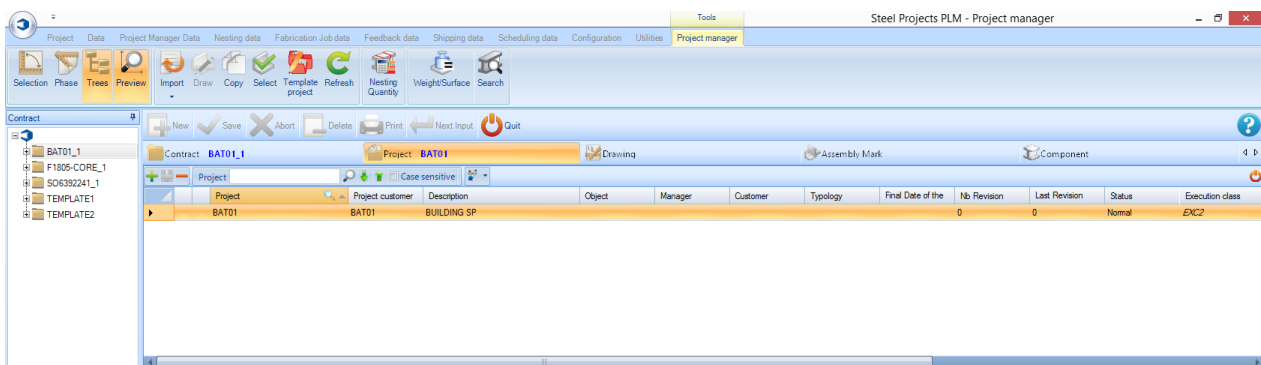 Tools
Steel Projects PLM - Project manager
Project Data Project Manager Data Nesting data Fabrication Job data Feedback data Shipping data Scheduling data Configuration Utilities Project manager
Selection Phase Trees Preview Import Draw Copy Select Template project Refresh Nesting Quantity Weight/Surface Search
Contract
New Save Abort Delete Print Next Input Quit
BAT01_1
F1805-CORE_1
SO6392241_1
TEMPLATE1
TEMPLATE2
Contract BAT01_1 Project BAT01 Drawing Assembly Mark Component
Project Case sensitive
Project Project customer Description Object Manager Customer Typology Final Date of the Nb Revision Last Revision Status Execution class
BAT01 BAT01 BUILDING SP 0 0 Normal EXC2